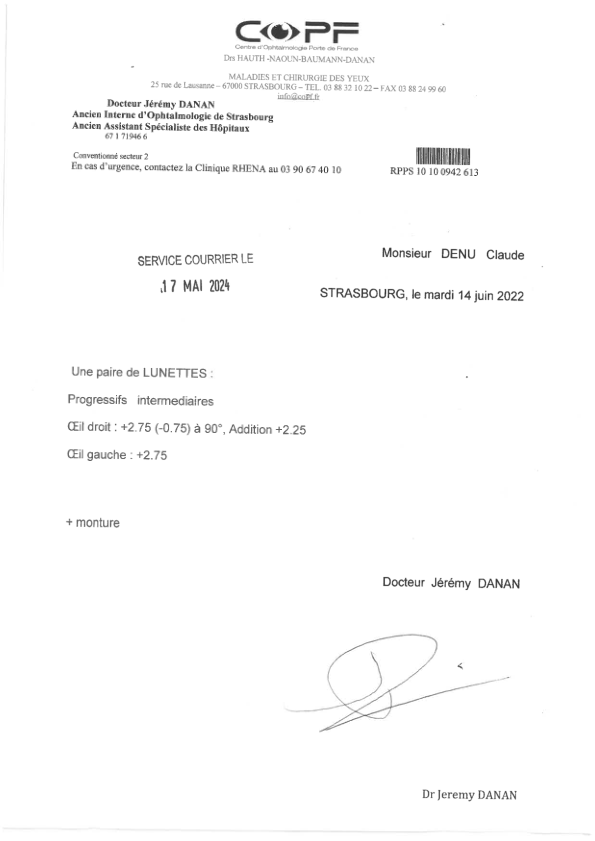 COPF
Centre d'Ophtalmologie Porte de France
Drs HAUTH -NAOUN-BAUMANN-DANAN
MALADIES ET CHIRURGIE DES YEUX
25 rue de Lausanne – 67000 STRASBOURG – TEL. 03 88 32 10 22 – FAX 03 88 24 99 60
info@copf.fr
Docteur Jérémy DANAN
Ancien Interne d'Ophtalmologie de Strasbourg
Ancien Assistant Spécialiste des Hôpitaux
67 1 71946 6
Conventionné secteur 2
En cas d'urgence, contactez la Clinique RHENA au 03 90 67 40 10
RPPS 10 10 0942 613
Monsieur DENU Claude
SERVICE COURRIER LE
17 MAI 2024
STRASBOURG, le mardi 14 juin 2022
Une paire de LUNETTES :
Progressifs intermediaires
Œil droit : +2.75 (-0.75) à 90°, Addition +2.25
Œil gauche : +2.75
+ monture
Docteur Jérémy DANAN
Dr Jeremy DANAN